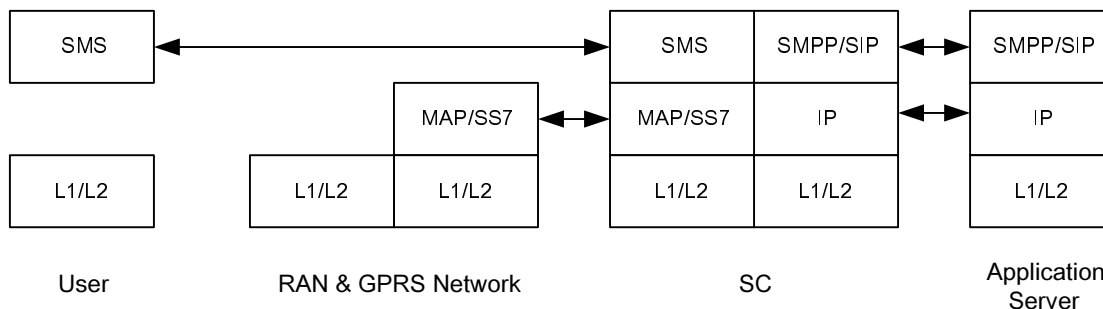 SMS SMS SMPP/SIP SMPP/SIP
MAP/SS7 MAP/SS7 IP IP
L1/L2 L1/L2 L1/L2 L1/L2 L1/L2 L1/L2
User RAN & GPRS Network SC Application
Server